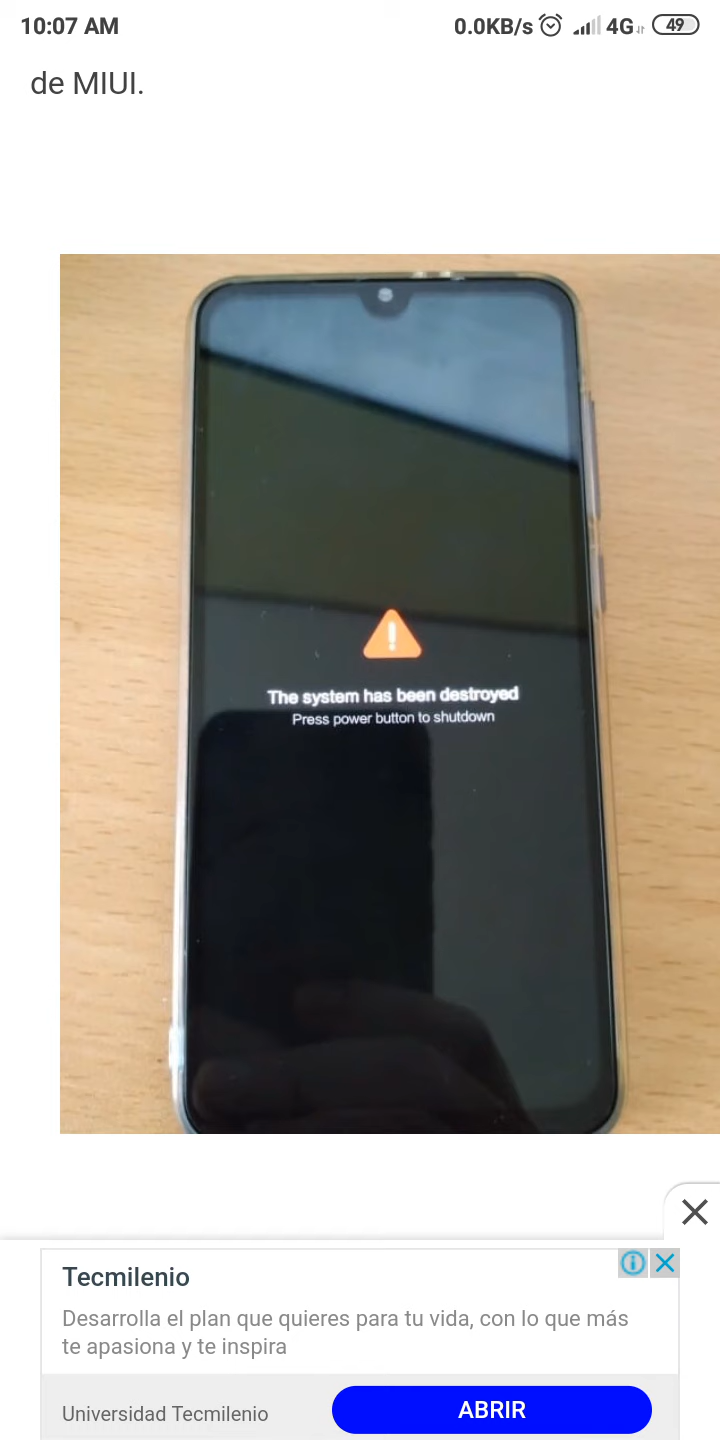 10:07 AM 0.0KB/s 4G 49
de MIUI.
The system has been destroyed
Press power button to shutdown
Tecmilenio
Desarrolla el plan que quieres para tu vida, con lo que más
te apasiona y te inspira
Universidad Tecmilenio ABRIR